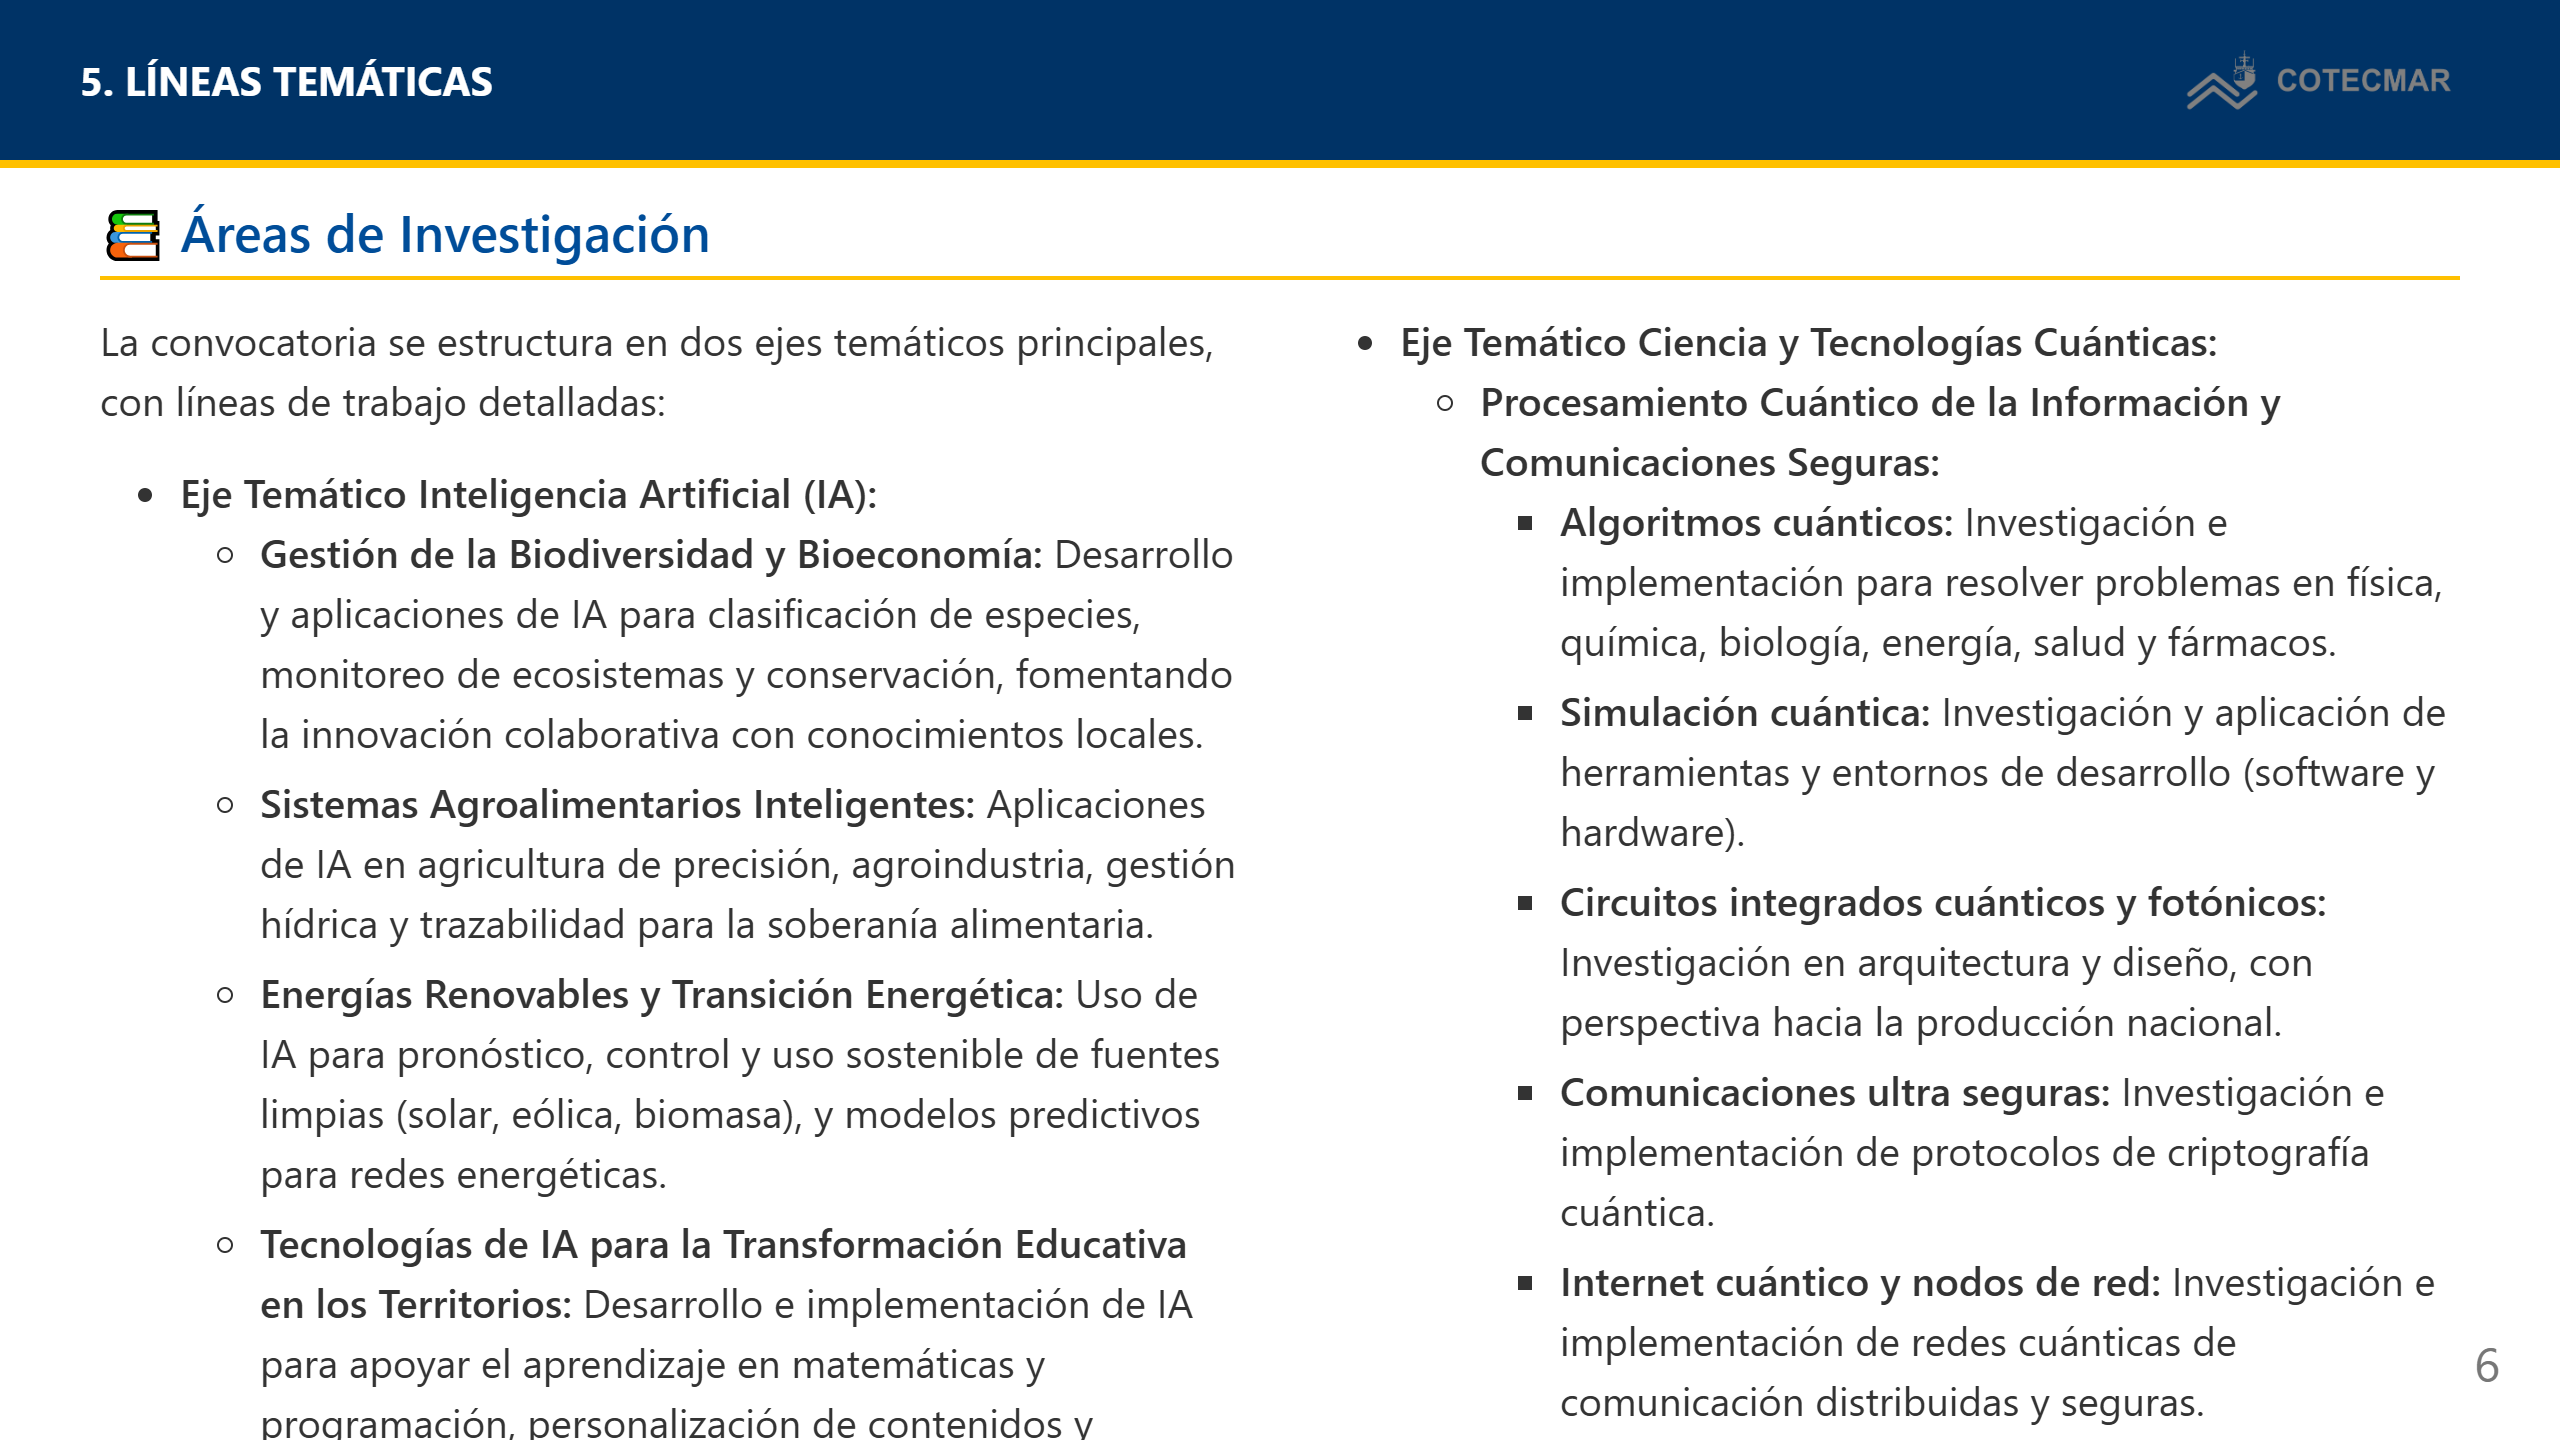 5. LÍNEAS TEMÁTICAS
COTECMAR
Áreas de Investigación
La convocatoria se estructura en dos ejes temáticos principales,
con líneas de trabajo detalladas:
• Eje Temático Inteligencia Artificial (IA):
○ Gestión de la Biodiversidad y Bioeconomía: Desarrollo
y aplicaciones de IA para clasificación de especies,
monitoreo de ecosistemas y conservación, fomentando
la innovación colaborativa con conocimientos locales.
○ Sistemas Agroalimentarios Inteligentes: Aplicaciones
de IA en agricultura de precisión, agroindustria, gestión
hídrica y trazabilidad para la soberanía alimentaria.
○ Energías Renovables y Transición Energética: Uso de
IA para pronóstico, control y uso sostenible de fuentes
limpias (solar, eólica, biomasa), y modelos predictivos
para redes energéticas.
○ Tecnologías de IA para la Transformación Educativa
en los Territorios: Desarrollo e implementación de IA
para apoyar el aprendizaje en matemáticas y
programación, personalización de contenidos y
• Eje Temático Ciencia y Tecnologías Cuánticas:
○ Procesamiento Cuántico de la Información y
Comunicaciones Seguras:
▪ Algoritmos cuánticos: Investigación e
implementación para resolver problemas en física,
química, biología, energía, salud y fármacos.
▪ Simulación cuántica: Investigación y aplicación de
herramientas y entornos de desarrollo (software y
hardware).
▪ Circuitos integrados cuánticos y fotónicos:
Investigación en arquitectura y diseño, con
perspectiva hacia la producción nacional.
▪ Comunicaciones ultra seguras: Investigación e
implementación de protocolos de criptografía
cuántica.
▪ Internet cuántico y nodos de red: Investigación e
implementación de redes cuánticas de
comunicación distribuidas y seguras.
6